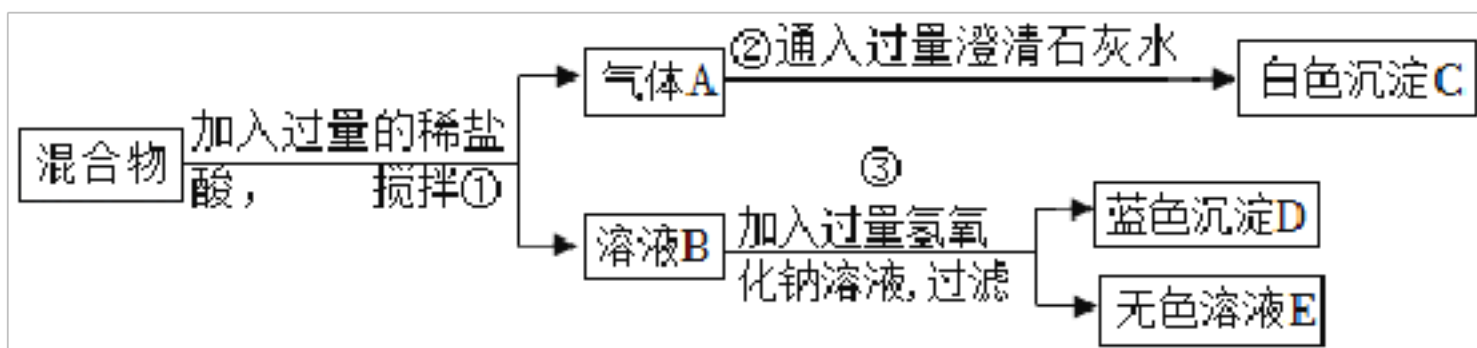 混合物
加入过量的稀盐
酸， 搅拌①
气体A
②通入过量澄清石灰水
白色沉淀C
溶液B
③
加入过量氢氧
化钠溶液,过滤
蓝色沉淀D
无色溶液E